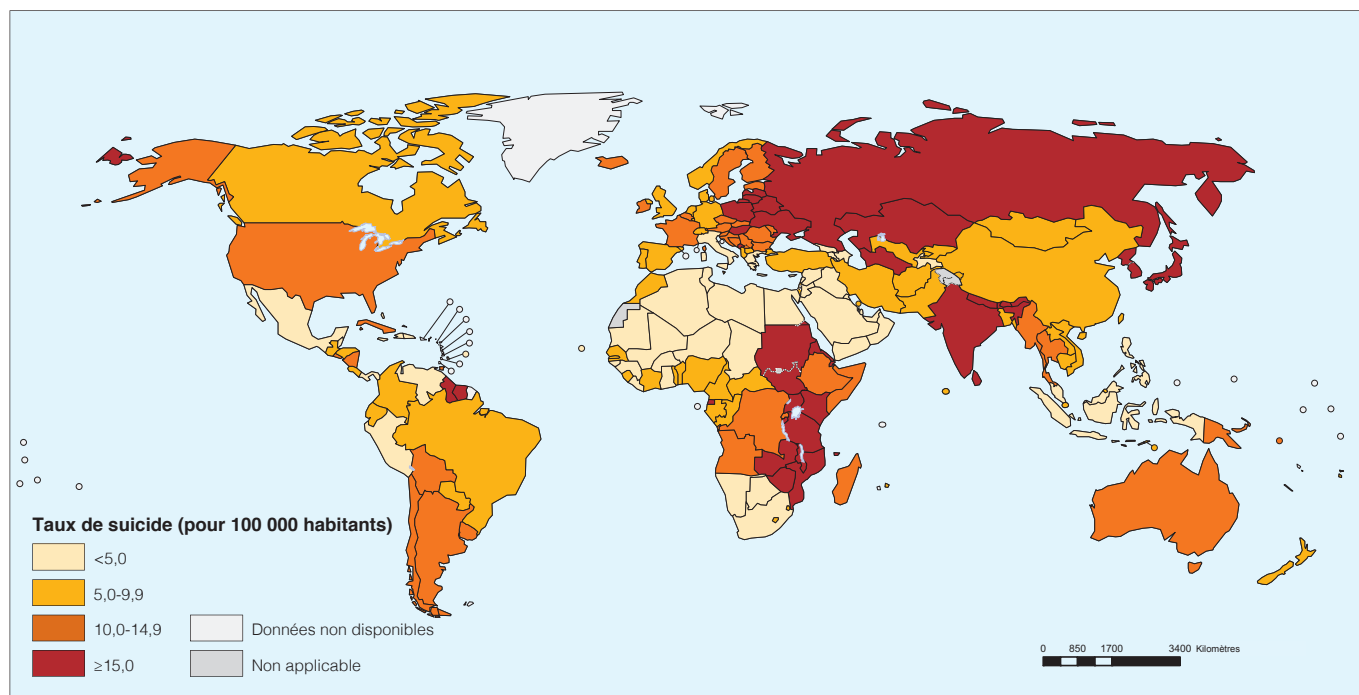 Taux de suicide (pour 100 000 habitants)
<5,0
5,0-9,9
10,0-14,9
≥15,0
Données non disponibles
Non applicable
0 850 1700 3400 Kilomètres